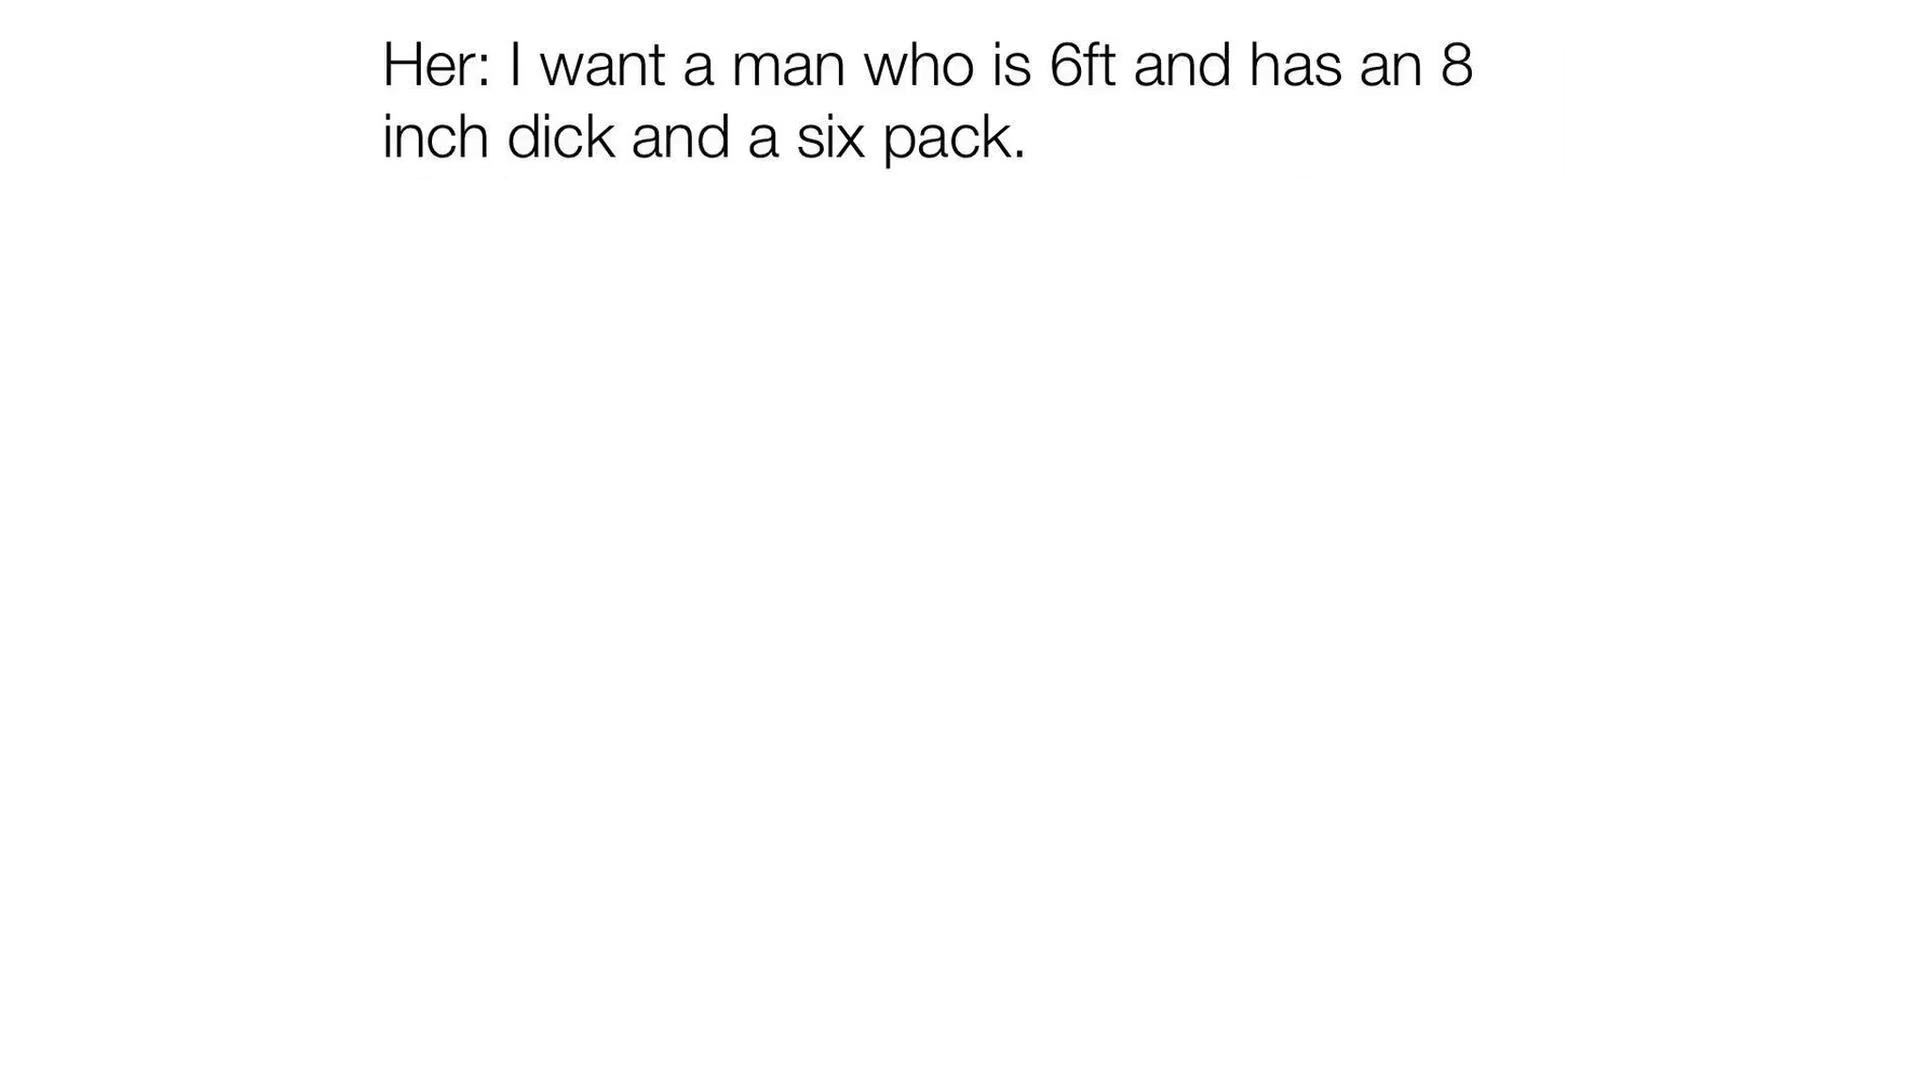 Her: I want a man who is 6ft and has an 8
inch dick and a six pack.